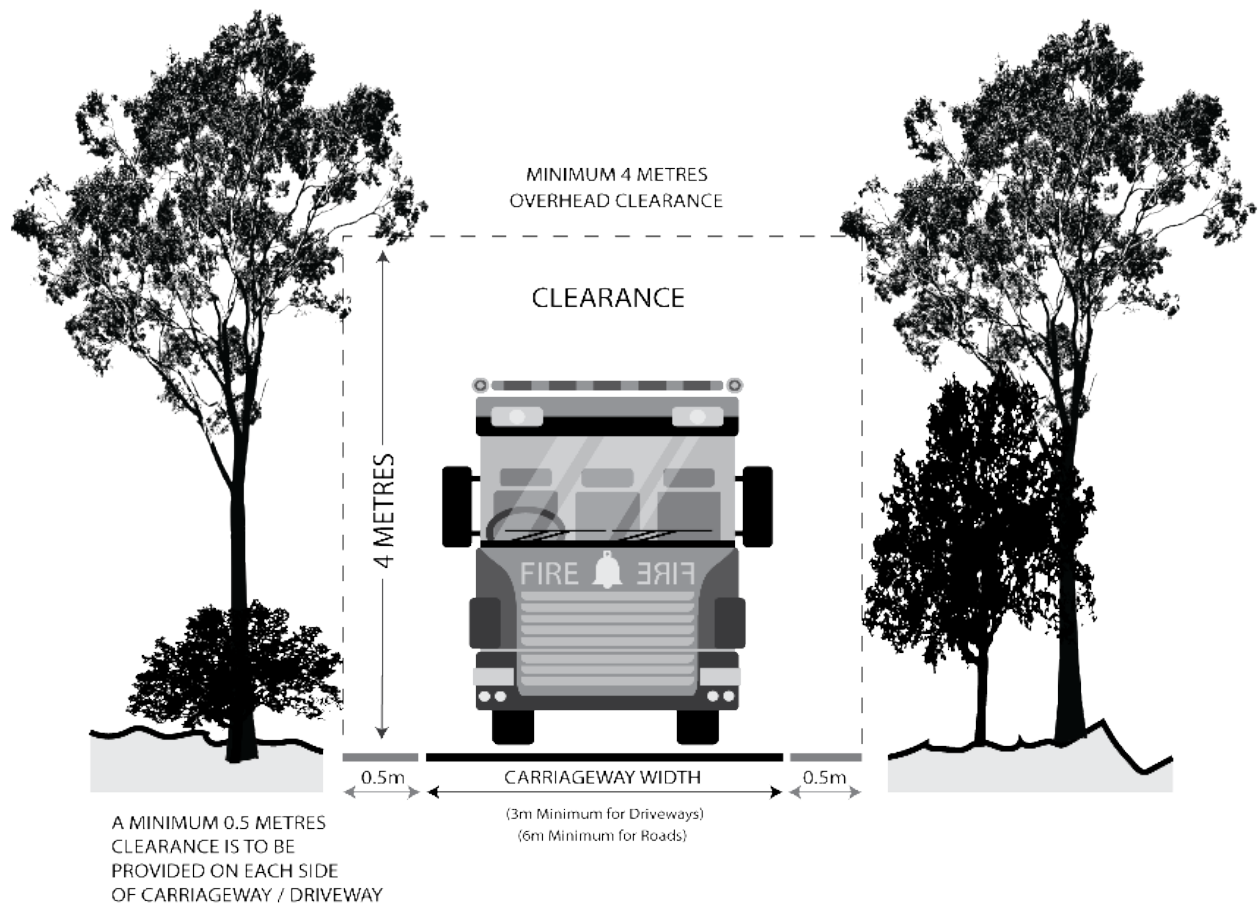 MINIMUM 4 METRES
OVERHEAD CLEARANCE
CLEARANCE
4 METRES
FIRE FIRE
0.5m
CARRIAGEWAY WIDTH
0.5m
(3m Minimum for Driveways)
(6m Minimum for Roads)
A MINIMUM 0.5 METRES
CLEARANCE IS TO BE
PROVIDED ON EACH SIDE
OF CARRIAGEWAY / DRIVEWAY